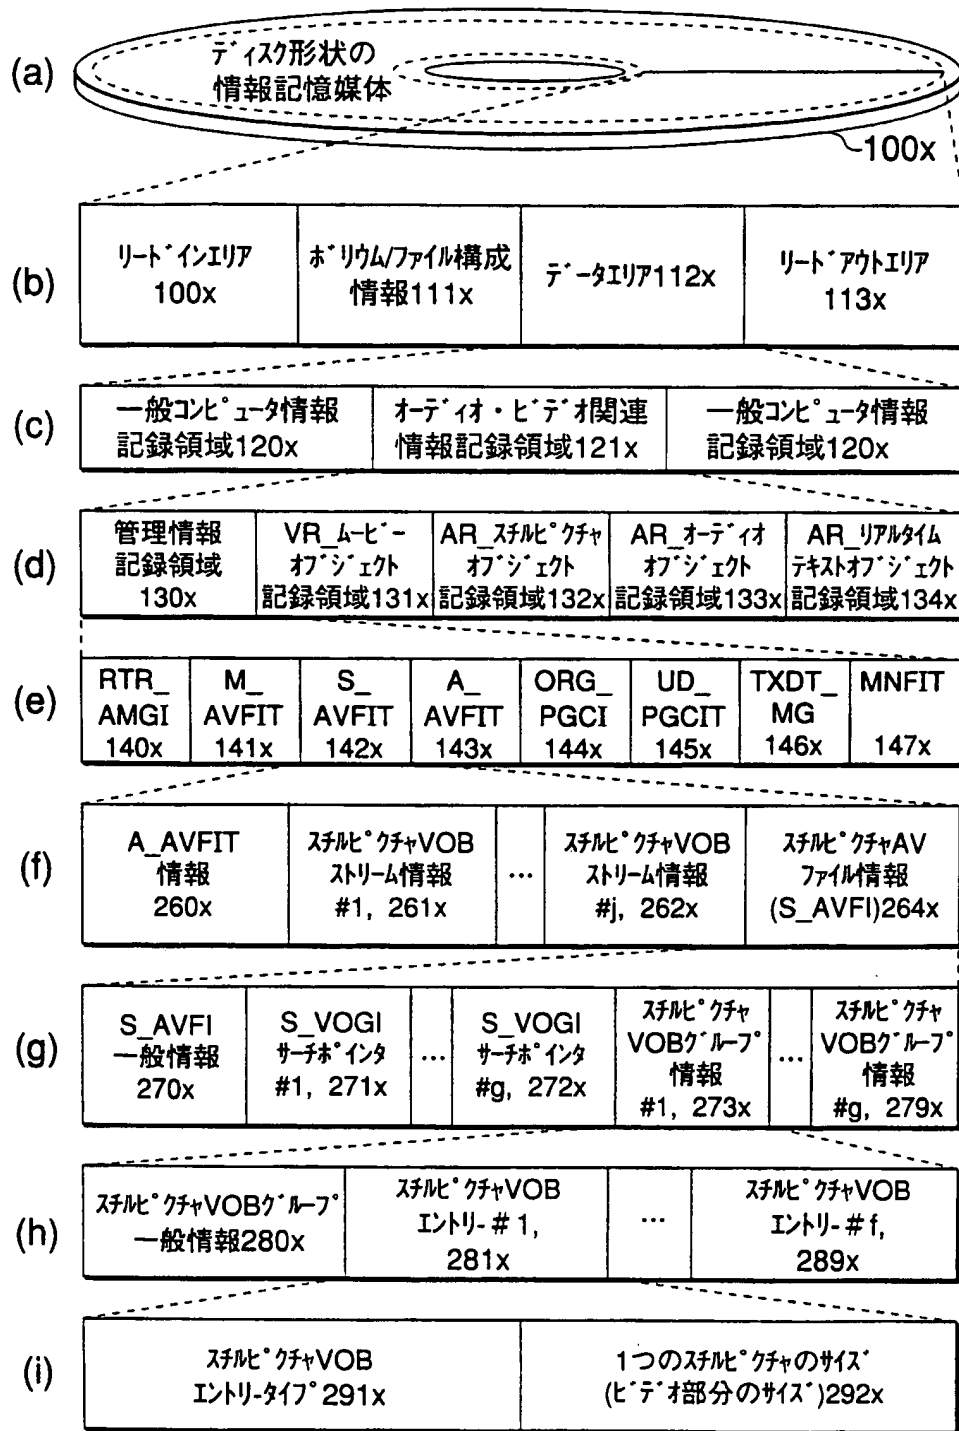 (a)
ディスク形状の
情報記憶媒体
100x
(b)
リードインエリア
100x
ボリウム/ファイル構成
情報111x
データエリア112x
リードアウトエリア
113x
(c)
一般コンピュータ情報
記録領域120x
オーディオ・ビデオ関連
情報記録領域121x
一般コンピュータ情報
記録領域120x
(d)
管理情報
記録領域
130x
VR_ムービー
オブジェクト
記録領域131x
AR_スチルピクチャ
オブジェクト
記録領域132x
AR_オーディオ
オブジェクト
記録領域133x
AR_リアルタイム
テキストオブジェクト
記録領域134x
(e)
RTR_
AMGI
140x
M_
AVFIT
141x
S_
AVFIT
142x
A_
AVFIT
143x
ORG_
PGCI
144x
UD_
PGCIT
145x
TXDT_
MG
146x
MNFIT
147x
(f)
A_AVFIT
情報
260x
スチルピクチャVOB
ストリーム情報
#1, 261x
...
スチルピクチャVOB
ストリーム情報
#j, 262x
スチルピクチャAV
ファイル情報
(S_AVFI)264x
(g)
S_AVFI
一般情報
270x
S_VOGI
サーチポインタ
#1, 271x
...
S_VOGI
サーチポインタ
#g, 272x
スチルピクチャ
VOBグループ
情報
#1, 273x
...
スチルピクチャ
VOBグループ
情報
#g, 279x
(h)
スチルピクチャVOBグループ
一般情報280x
スチルピクチャVOB
エントリー#1,
281x
...
スチルピクチャVOB
エントリー#f,
289x
(i)
スチルピクチャVOB
エントリータイプ291x
1つのスチルピクチャのサイズ
(ビデオ部分のサイズ)292x